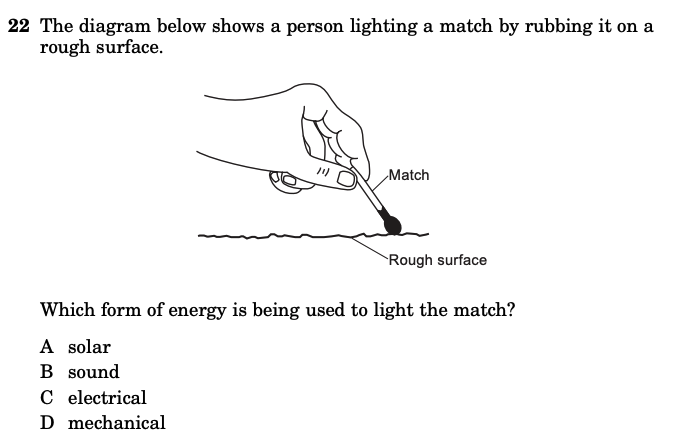 22 The diagram below shows a person lighting a match by rubbing it on a
rough surface.
Match
Rough surface
Which form of energy is being used to light the match?
A solar
B sound
C electrical
D mechanical